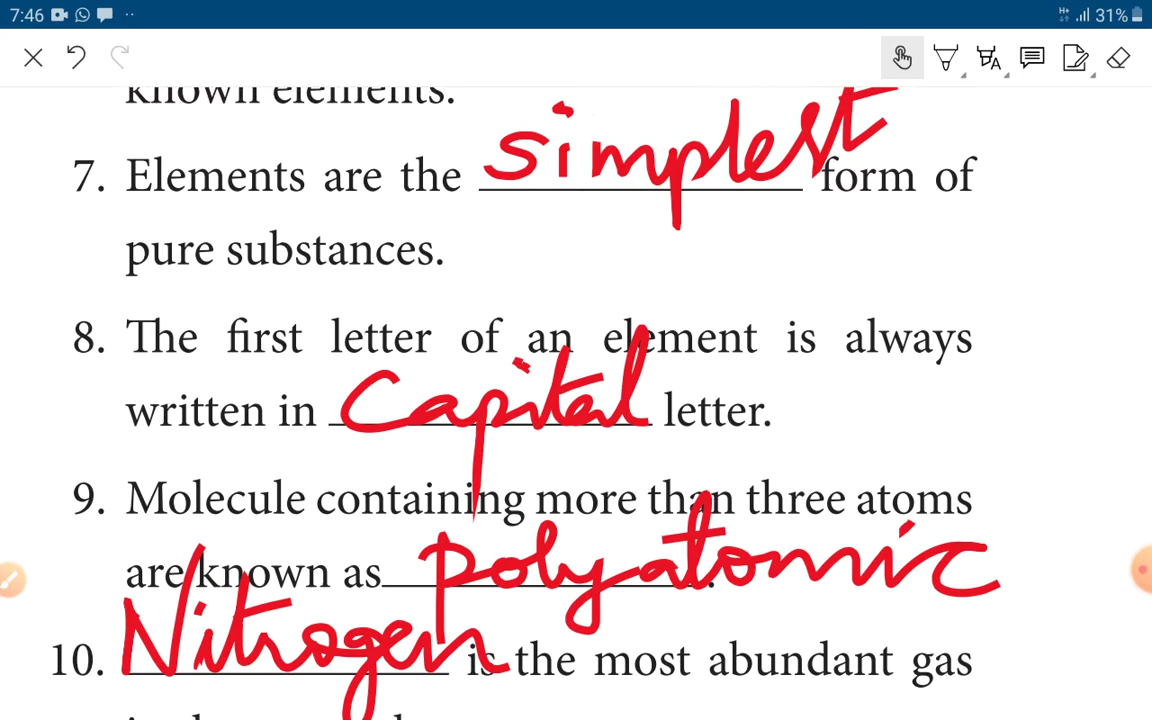 7:46
31%
known elements.
7. Elements are the simplest form of
pure substances.
8. The first letter of an element is always
written in capital letter.
9. Molecule containing more than three atoms
are known as polyatomic.
10. Nitrogen is the most abundant gas